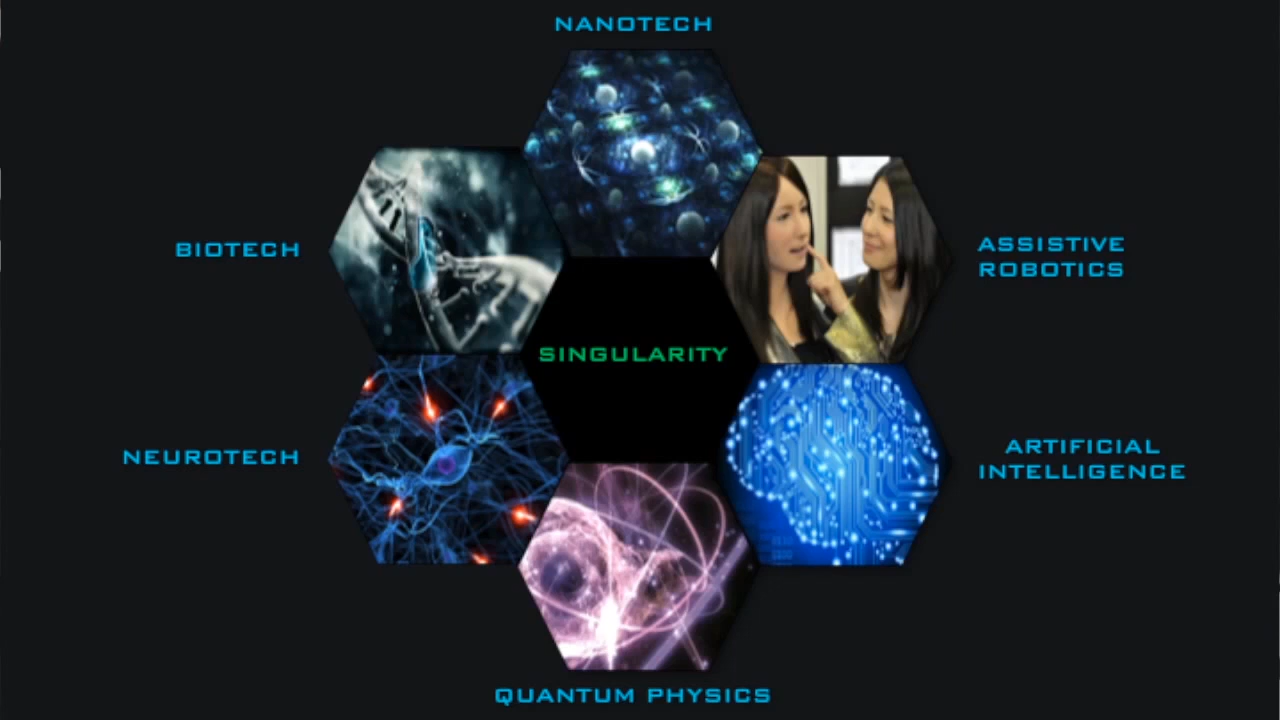 NANOTECH
BIOTECH
ASSISTIVE
ROBOTICS
SINGULARITY
NEUROTECH
ARTIFICIAL
INTELLIGENCE
QUANTUM PHYSICS